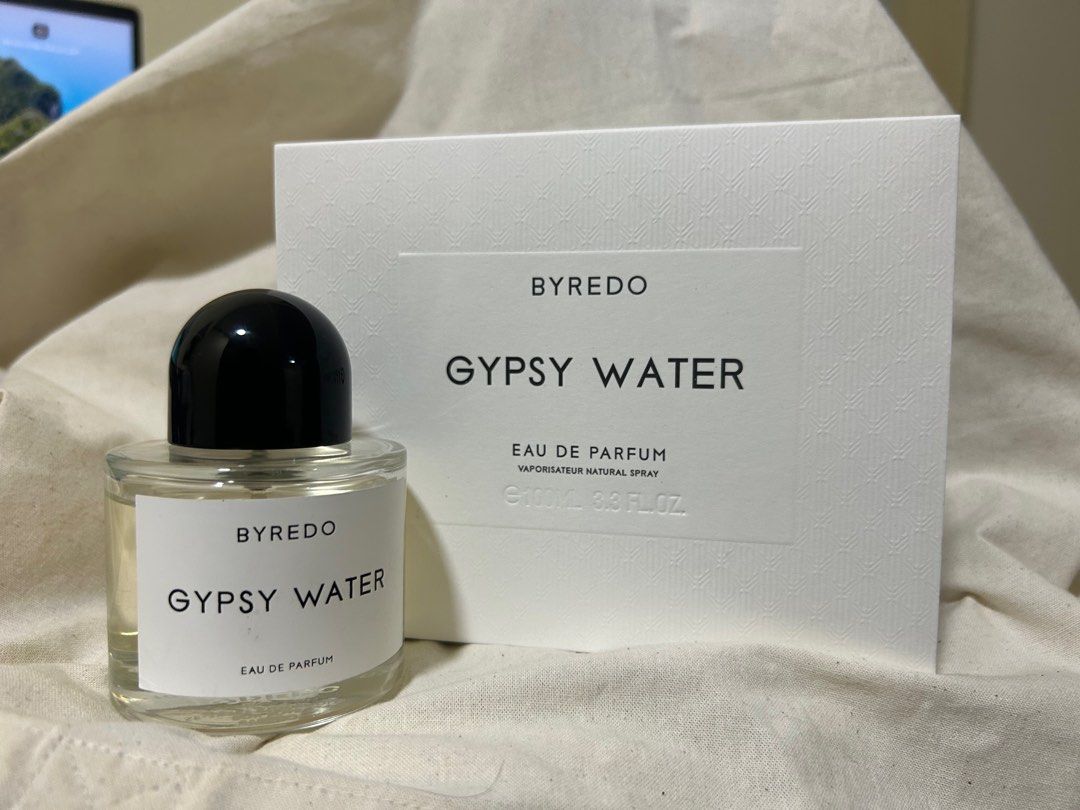 BYREDO
GYPSY WATER
EAU DE PARFUM
VAPORISATEUR NATURAL SPRAY
℮100ML 3.3 FL.OZ.
BYREDO
GYPSY WATER
EAU DE PARFUM